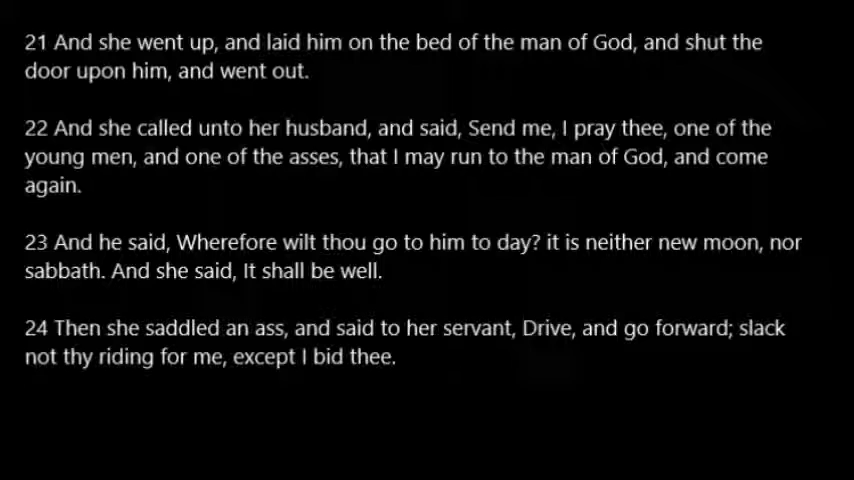 21 And she went up, and laid him on the bed of the man of God, and shut the
door upon him, and went out.
22 And she called unto her husband, and said, Send me, I pray thee, one of the
young men, and one of the asses, that I may run to the man of God, and come
again.
23 And he said, Wherefore wilt thou go to him to day? it is neither new moon, nor
sabbath. And she said, It shall be well.
24 Then she saddled an ass, and said to her servant, Drive, and go forward; slack
not thy riding for me, except I bid thee.